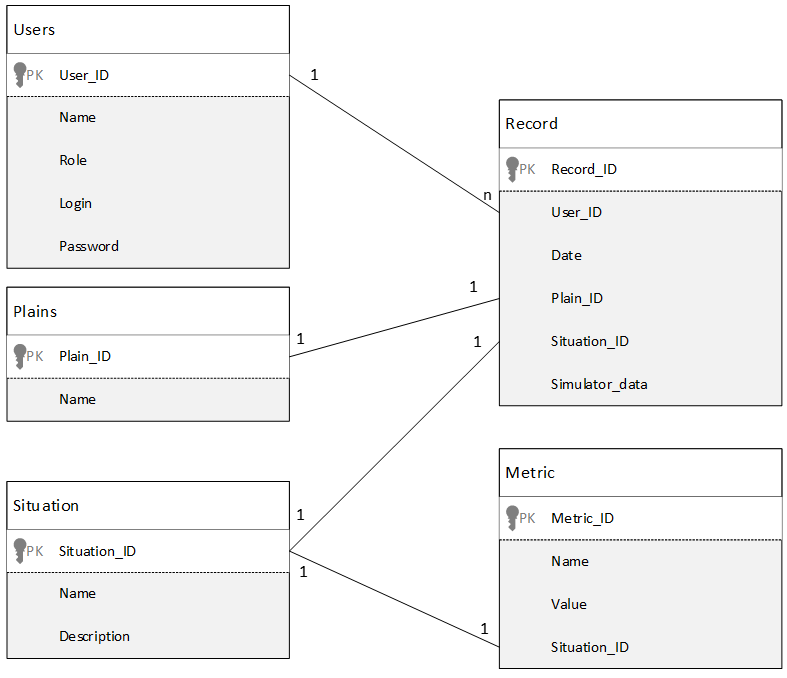 Users
PK User_ID
Name
Role
Login
Password
1
n
Plains
PK Plain_ID
Name
1
1
Situation
PK Situation_ID
Name
Description
1
1
1
1
Record
PK Record_ID
User_ID
Date
Plain_ID
Situation_ID
Simulator_data
Metric
PK Metric_ID
Name
Value
Situation_ID